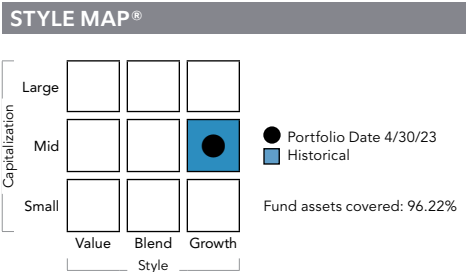 STYLE MAP®
Capitalization
Large
Mid
Small
Value Blend Growth
Style
Portfolio Date 4/30/23
Historical
Fund assets covered: 96.22%